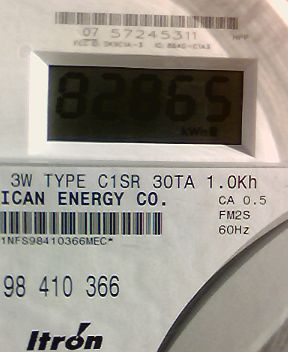 07 57245311
82865
kWh
3W TYPE C1SR 30TA 1.0Kh
ICAN ENERGY CO.
CA 0.5
FM2S
60Hz
1NFS98410366MEC*
98 410 366
Itrón